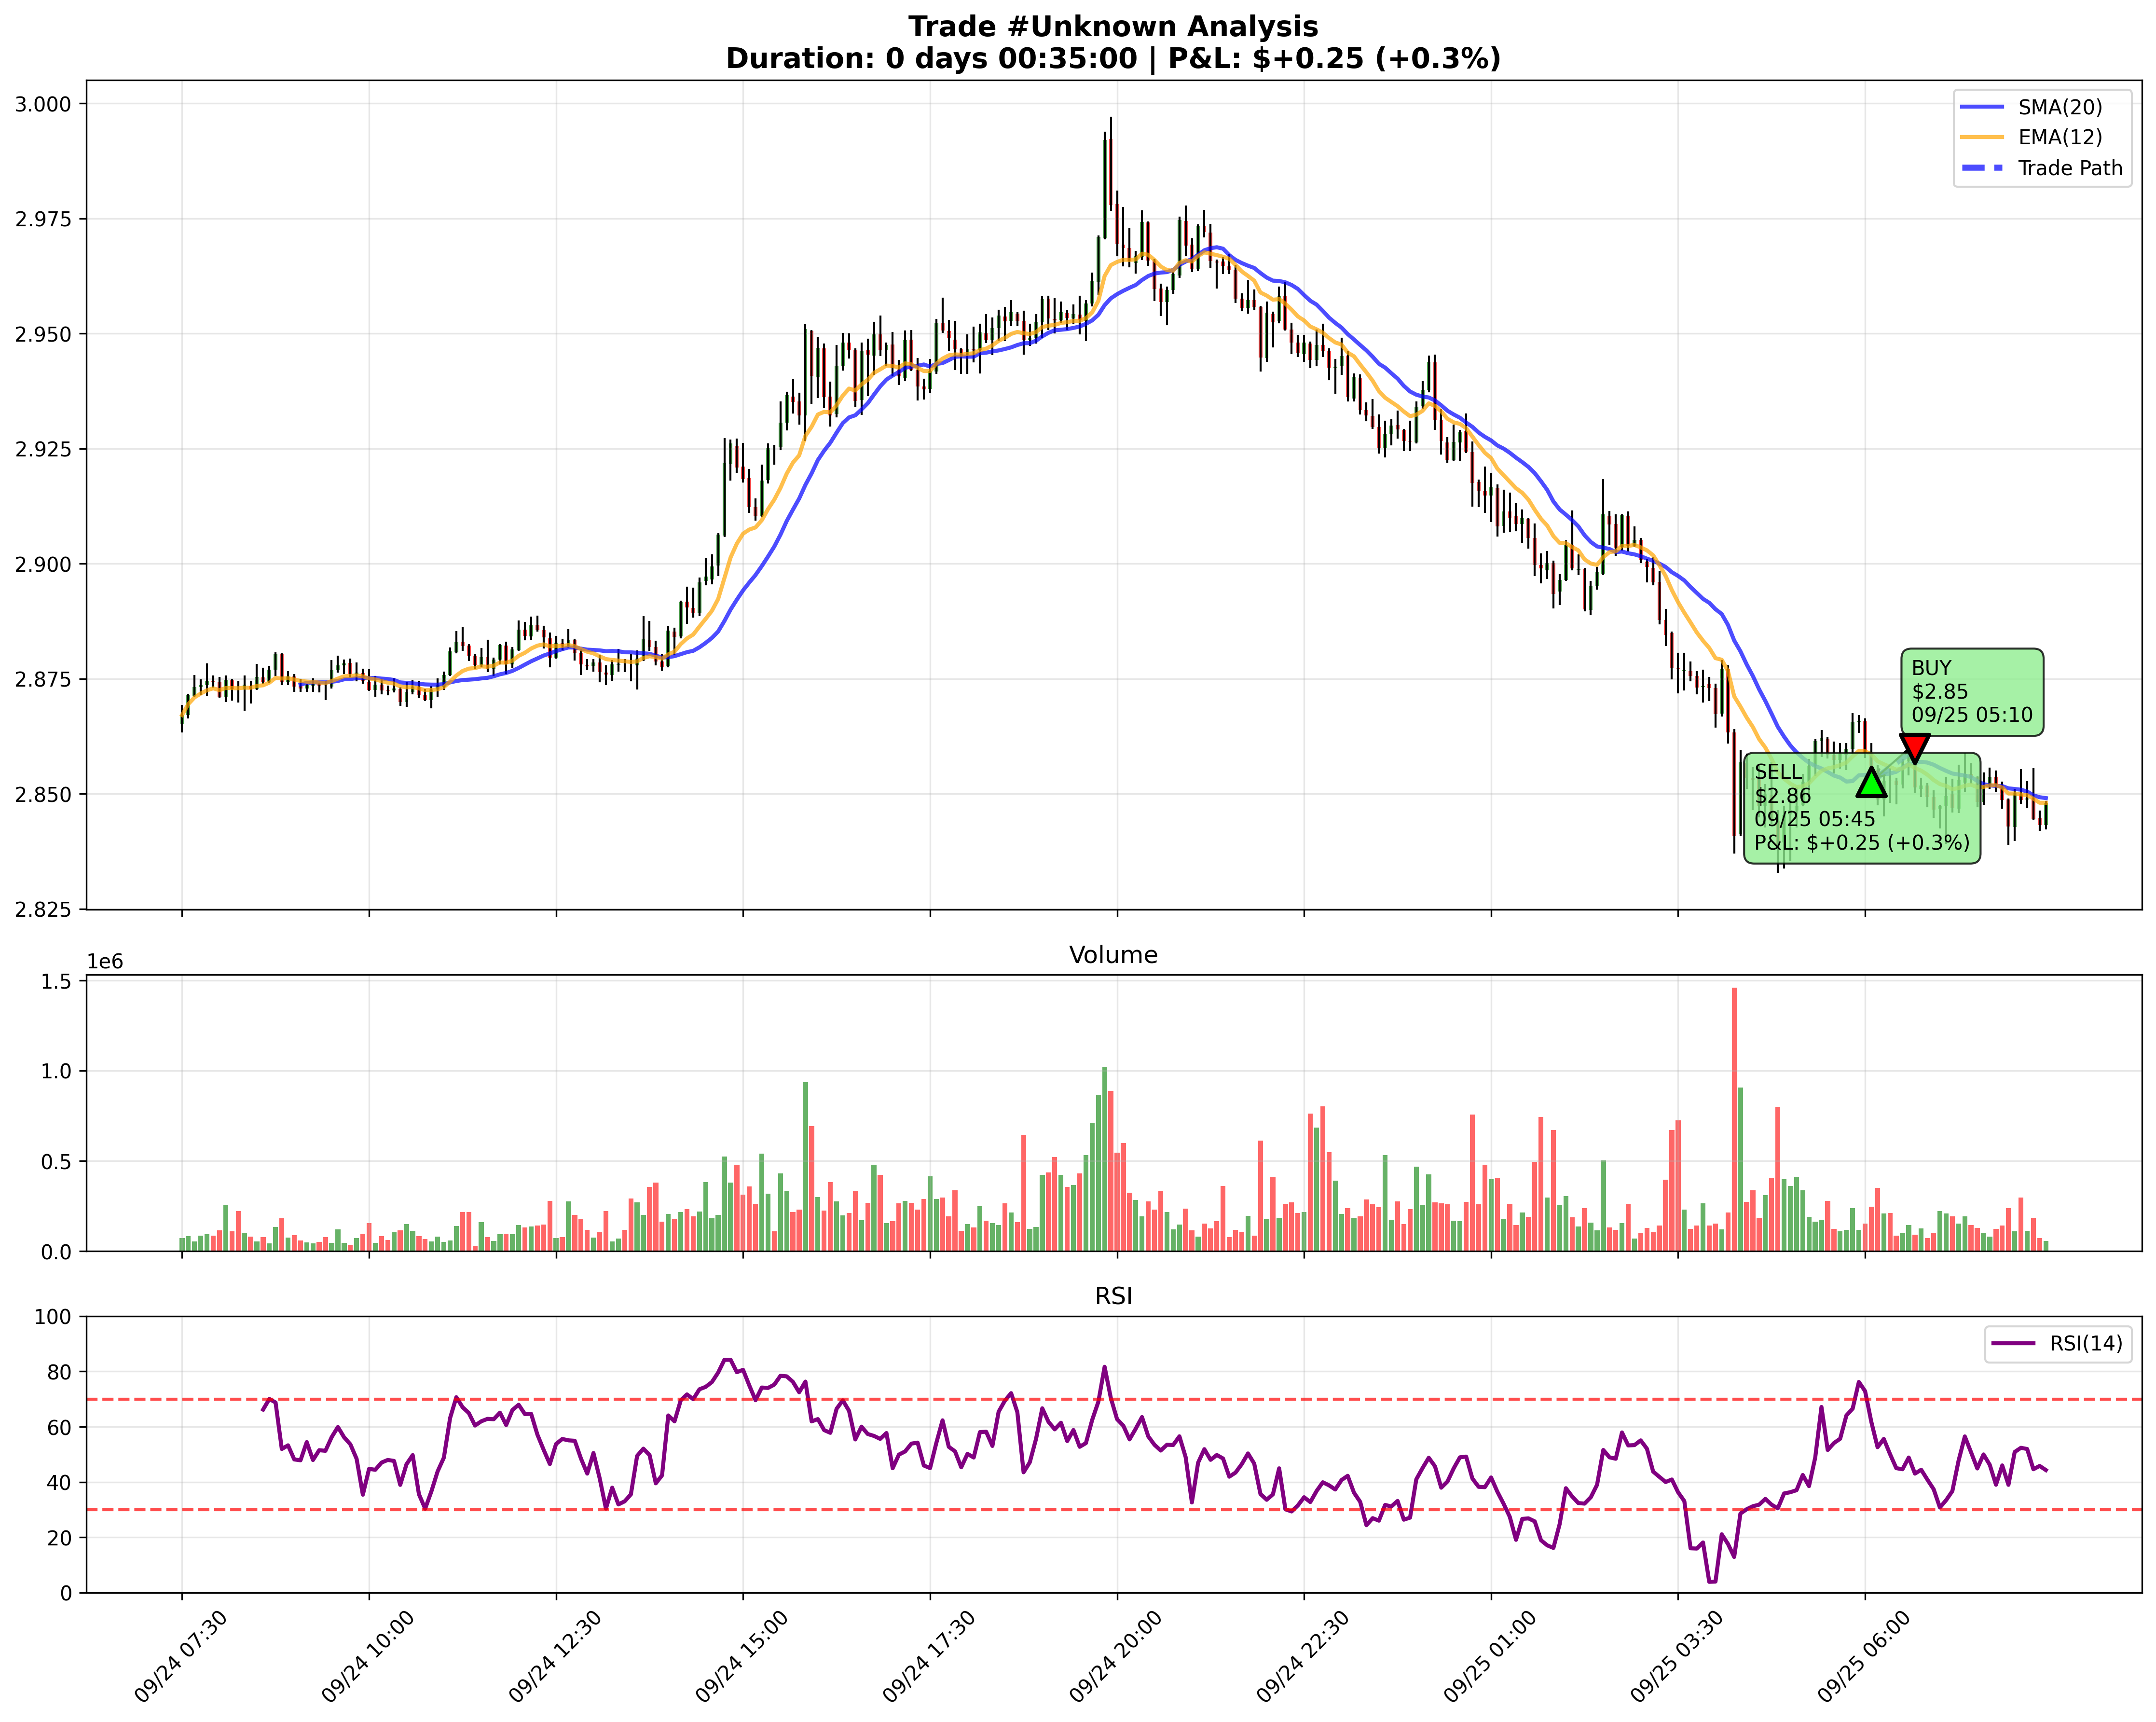 Trade #Unknown Analysis
Duration: 0 days 00:35:00 | P&L: $+0.25 (+0.3%)
3.000
2.975
2.950
2.925
2.900
2.875
2.850
2.825
SMA(20)
EMA(12)
Trade Path
BUY
$2.85
09/25 05:10
SELL
$2.86
09/25 05:45
P&L: $+0.25 (+0.3%)
Volume
1e6
1.5
1.0
0.5
0.0
RSI
100
80
60
40
20
0
RSI(14)
09/24 07:30
09/24 10:00
09/24 12:30
09/24 15:00
09/24 17:30
09/24 20:00
09/24 22:30
09/25 01:00
09/25 03:30
09/25 06:00